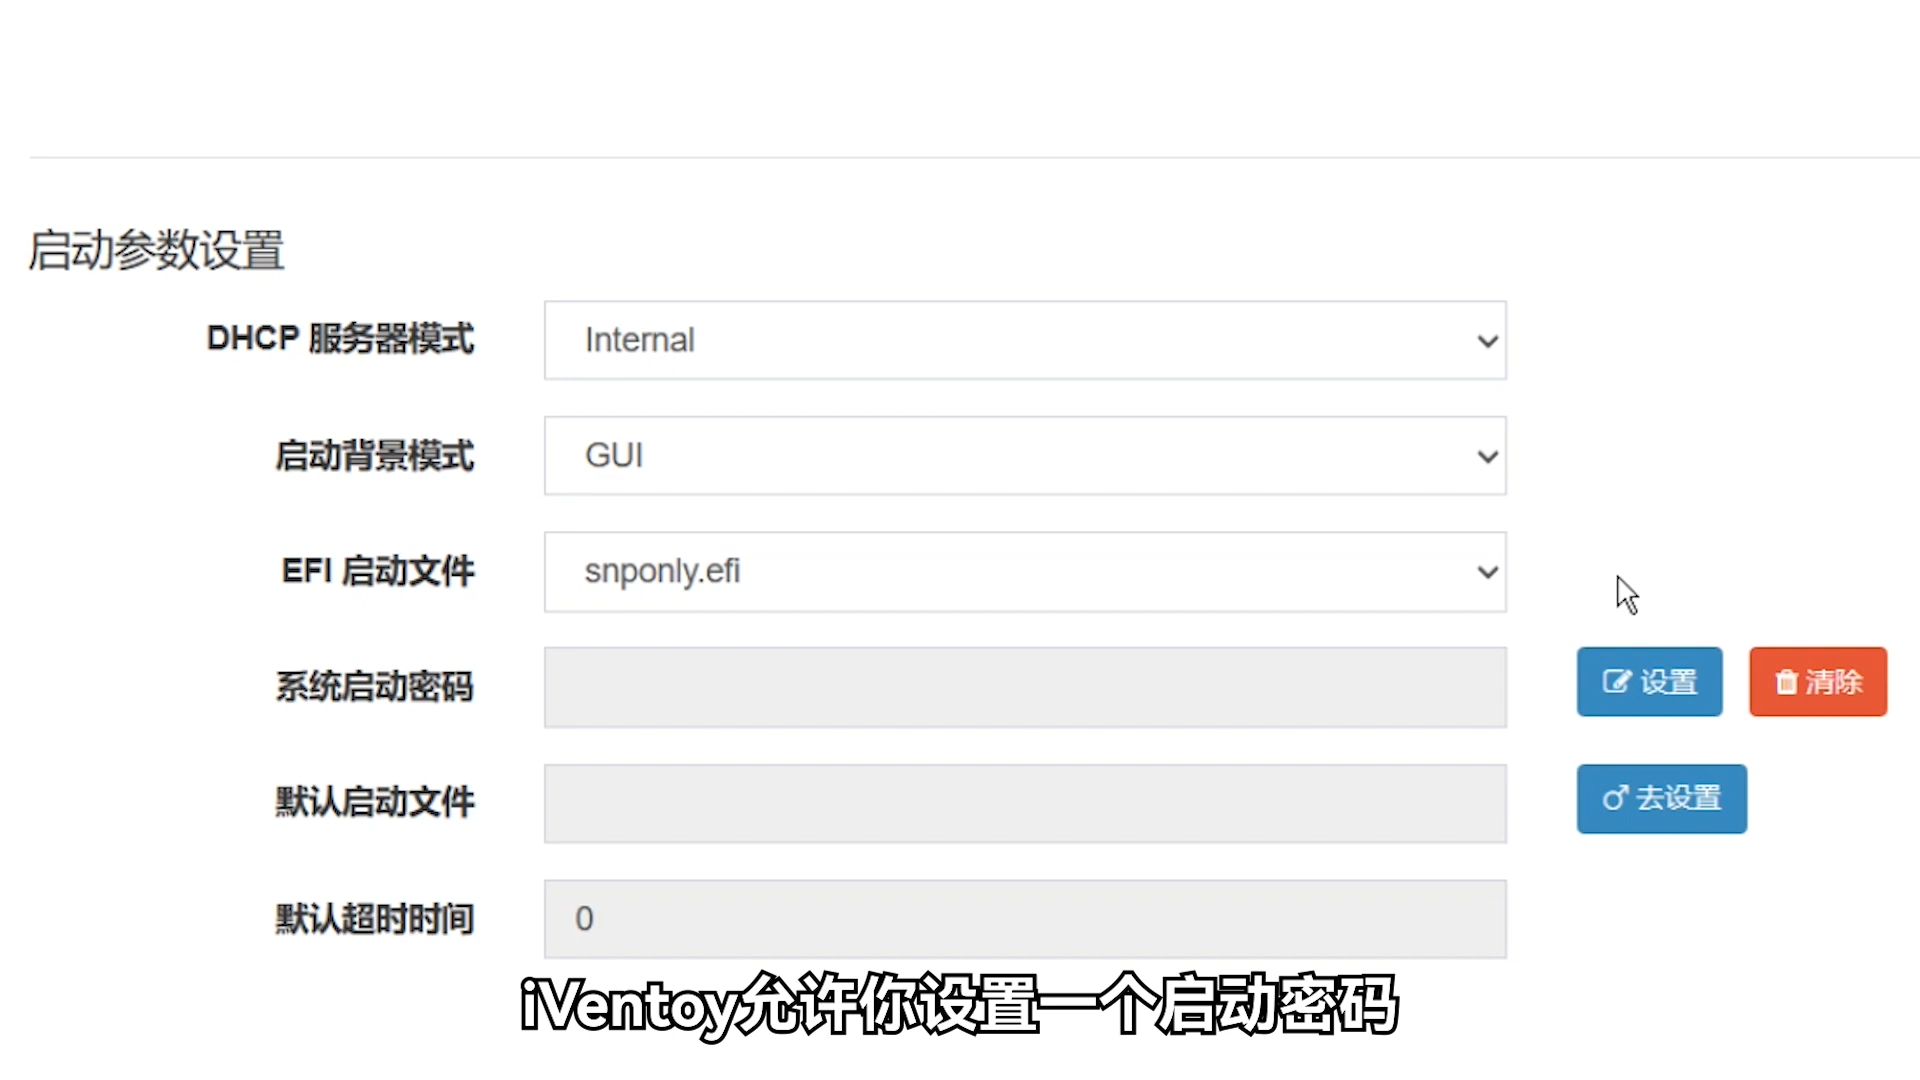 启动参数设置
DHCP 服务器模式 Internal
启动背景模式 GUI
EFI 启动文件 snponly.efi
系统启动密码 设置 清除
默认启动文件 去设置
默认超时时间 0
iVentoy允许你设置一个启动密码